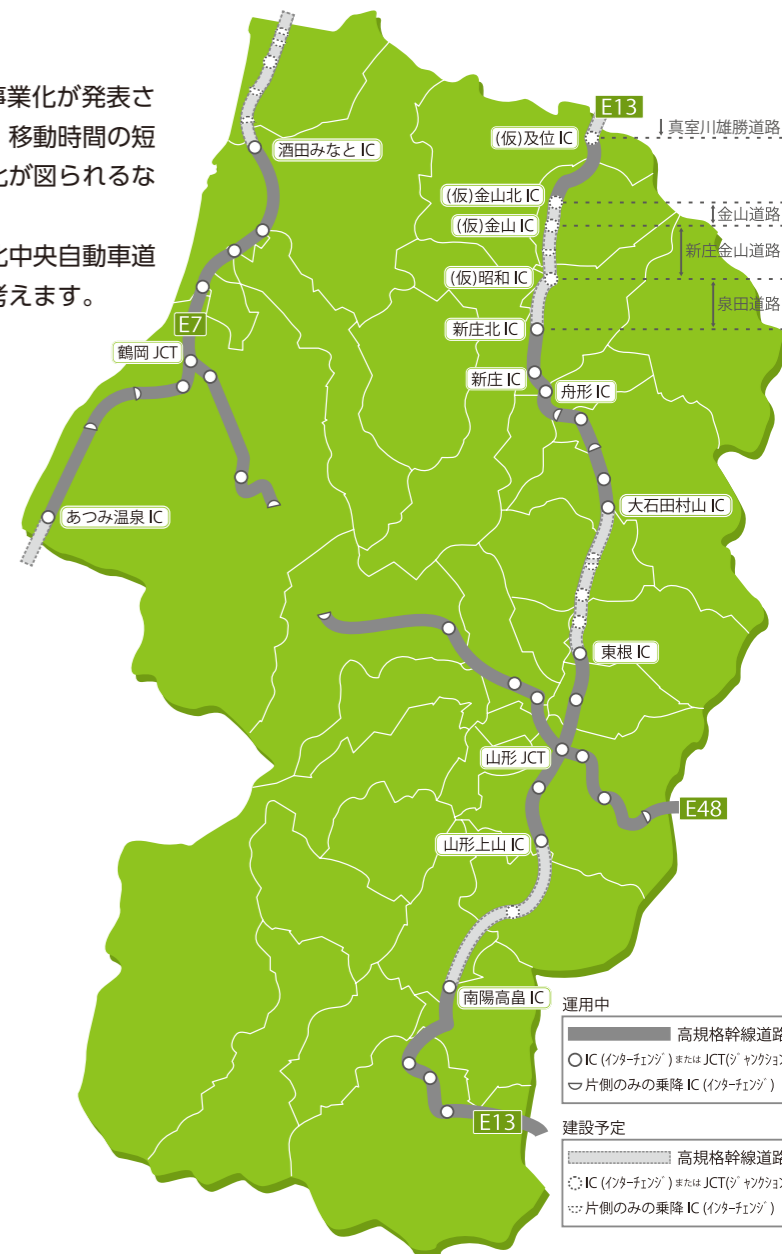 事業化が発表さ
移動時間の短
化が図られるな
化中央自動車道
考えます。
E13
真室川雄勝道路
(仮)及位 IC
酒田みなと IC
(仮)金山北 IC
金山道路
(仮)金山 IC
新庄金山道路
(仮)昭和 IC
泉田道路
E7
新庄北 IC
鶴岡 JCT
新庄 IC
舟形 IC
大石田村山 IC
あつみ温泉 IC
東根 IC
山形 JCT
E48
山形上山 IC
南陽高畠 IC
E13
運用中
高規格幹線道路
IC (インターチェンジ) または JCT(ジャンクション
片側のみの乗降 IC (インターチェンジ)
建設予定
高規格幹線道路
IC (インターチェンジ) または JCT(ジャンクション
片側のみの乗降 IC (インターチェンジ)